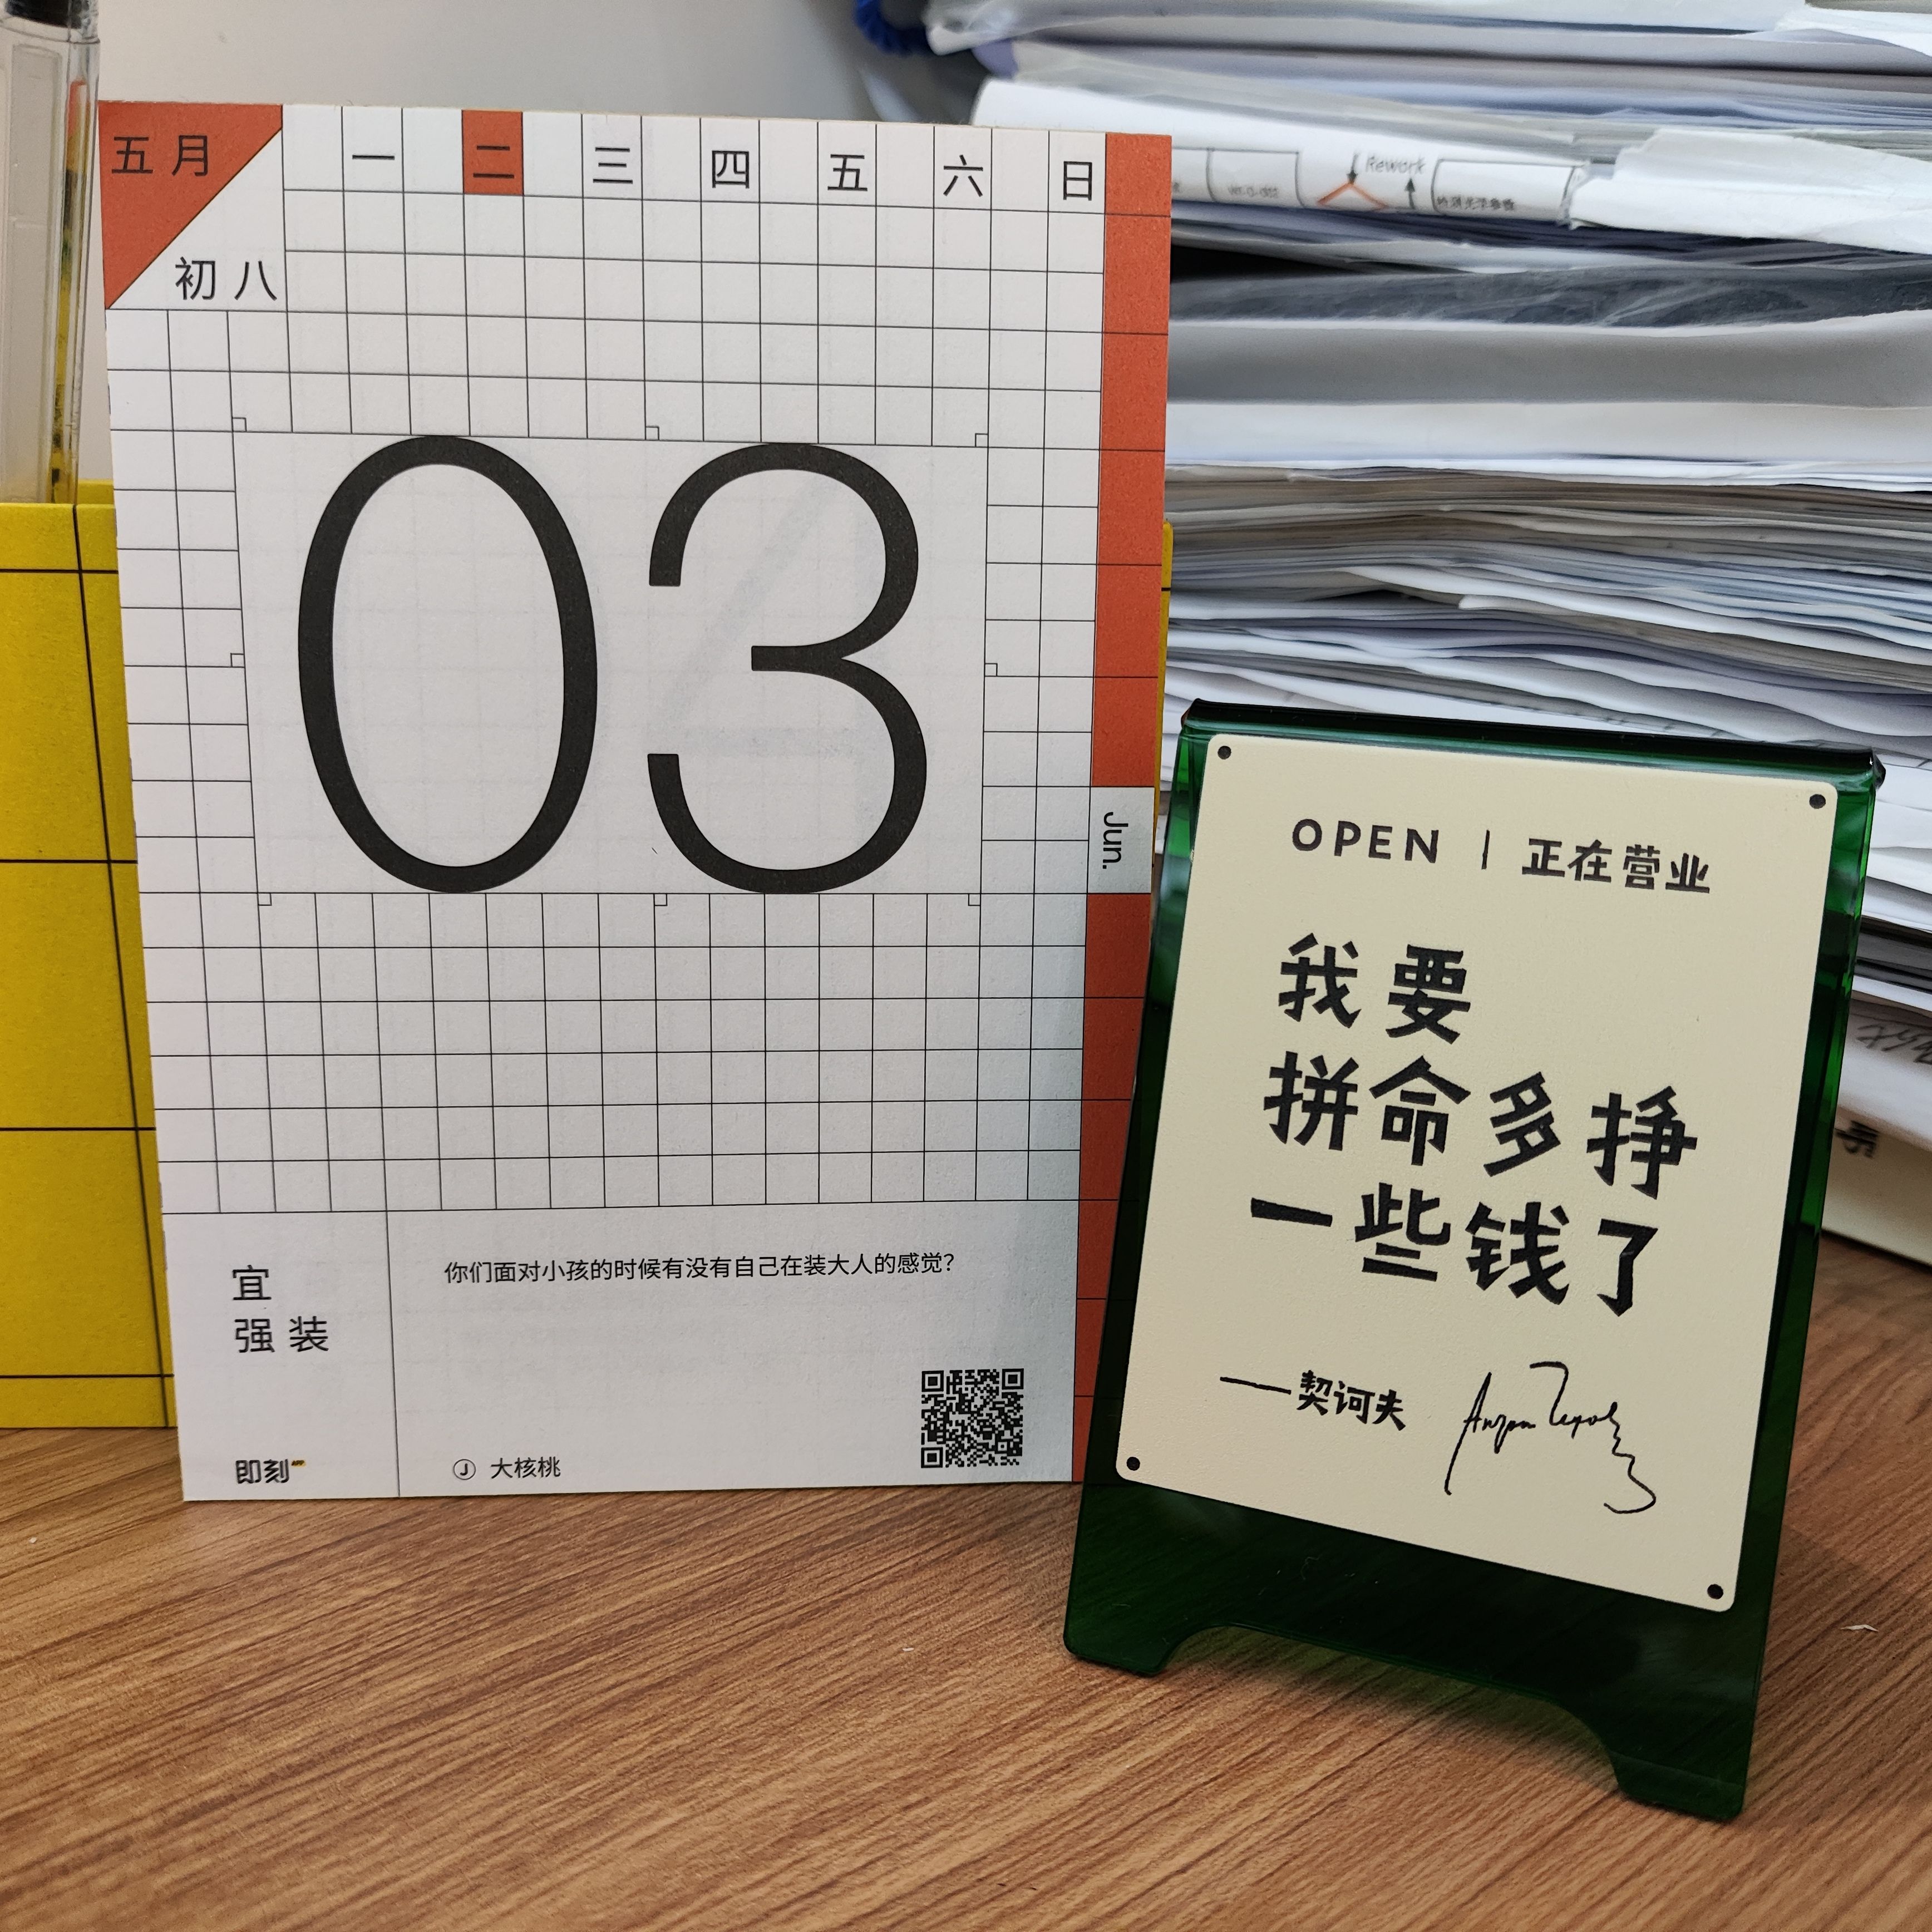 五月
初八
一 二 三 四 五 六 日
03
Jun.
宜
强装
你们面对小孩的时候有没有自己在装大人的感觉?
即刻APP
J 大核桃
Rework
OPEN | 正在营业
我要
拼命多挣
一些钱了
——契诃夫